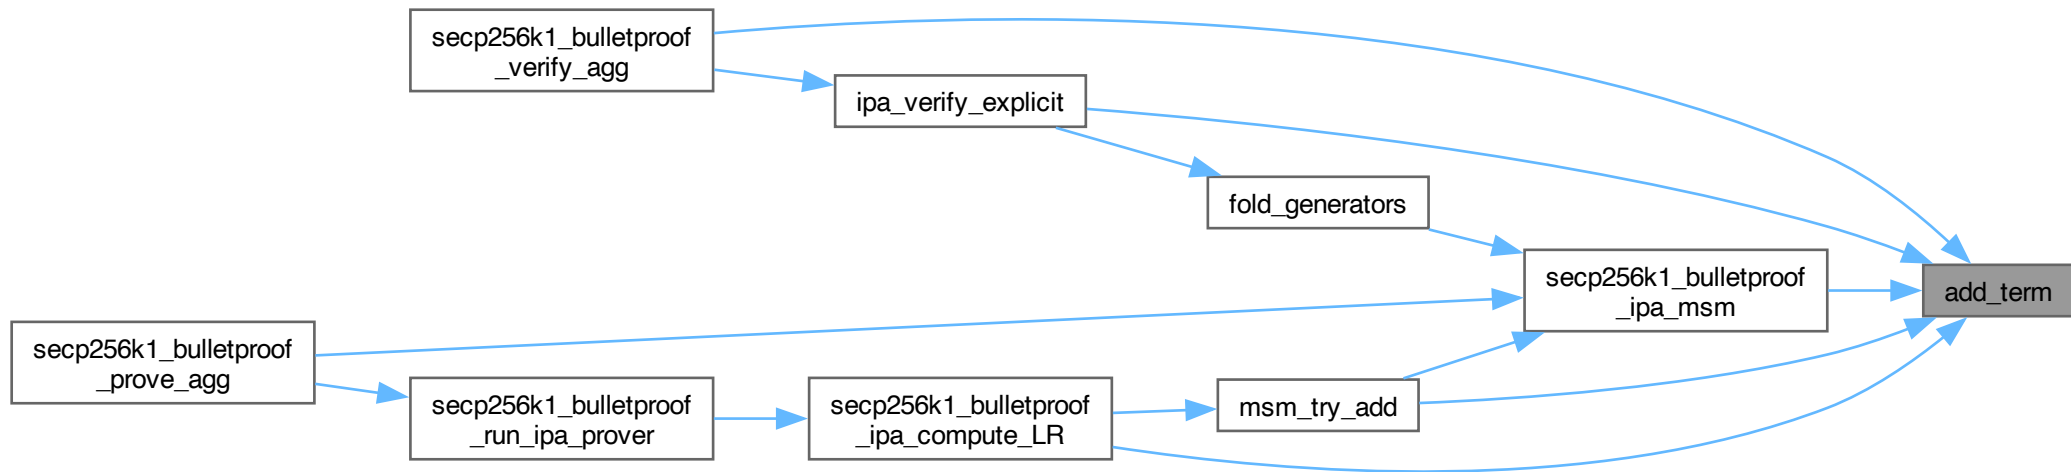 secp256k1_bulletproof
_verify_agg
ipa_verify_explicit
fold_generators
secp256k1_bulletproof
_ipa_msm
add_term
secp256k1_bulletproof
_prove_agg
secp256k1_bulletproof
_run_ipa_prover
secp256k1_bulletproof
_ipa_compute_LR
msm_try_add